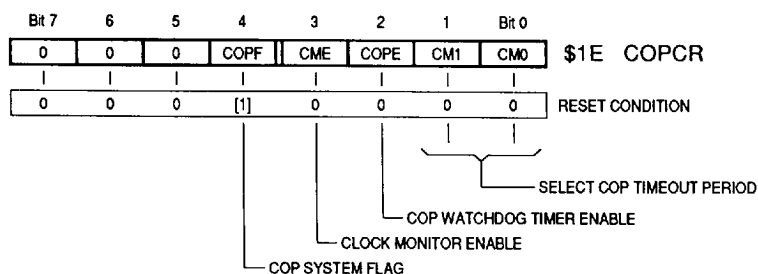 Bit 7 6 5 4 3 2 1 Bit 0
0 0 0 COPF CME COPE CM1 CM0 $1E COPCR
0 0 0 [1] 0 0 0 0 RESET CONDITION
SELECT COP TIMEOUT PERIOD
COP WATCHDOG TIMER ENABLE
CLOCK MONITOR ENABLE
COP SYSTEM FLAG